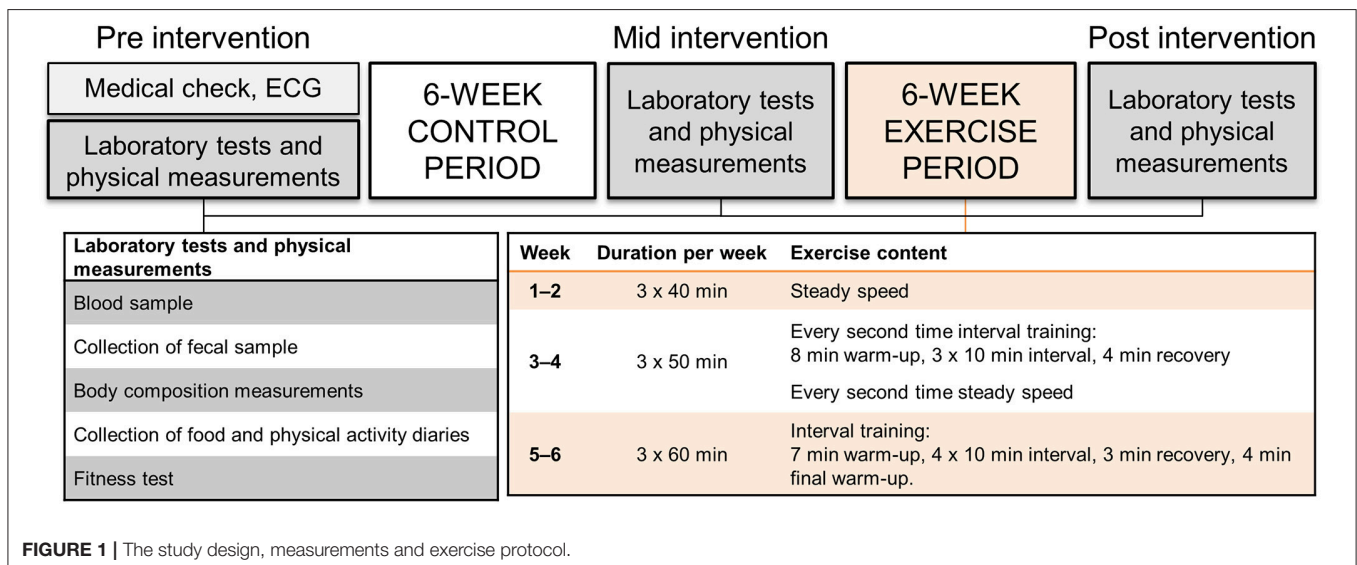 Pre intervention
Mid intervention
Post intervention
Medical check, ECG
Laboratory tests and
physical measurements
6-WEEK
CONTROL
PERIOD
Laboratory tests
and physical
measurements
6-WEEK
EXERCISE
PERIOD
Laboratory tests
and physical
measurements
Laboratory tests and physical
measurements
Blood sample
Collection of fecal sample
Body composition measurements
Collection of food and physical activity diaries
Fitness test
Week Duration per week Exercise content
1–2 3 x 40 min Steady speed
3–4 3 x 50 min Every second time interval training:
8 min warm-up, 3 x 10 min interval, 4 min recovery
Every second time steady speed
5–6 3 x 60 min Interval training:
7 min warm-up, 4 x 10 min interval, 3 min recovery, 4 min
final warm-up.
FIGURE 1 | The study design, measurements and exercise protocol.